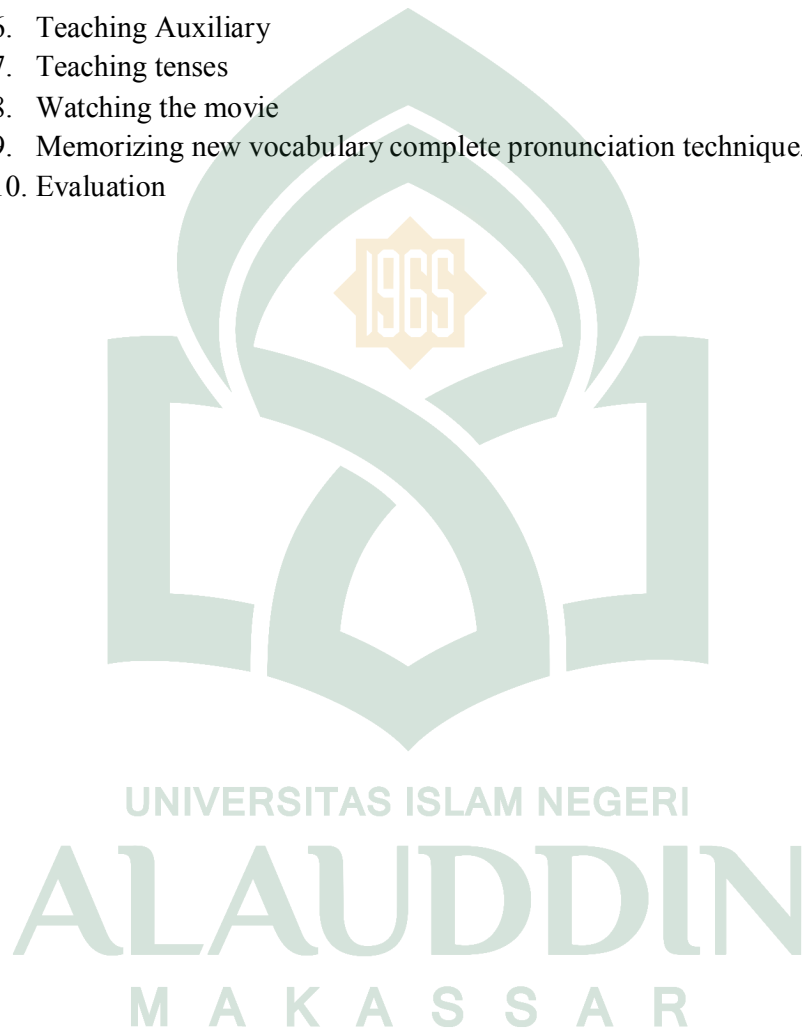 6. Teaching Auxiliary
7. Teaching tenses
8. Watching the movie
9. Memorizing new vocabulary complete pronunciation technique.
10. Evaluation
1965
UNIVERSITAS ISLAM NEGERI
ALAUDDIN
MAKASSAR